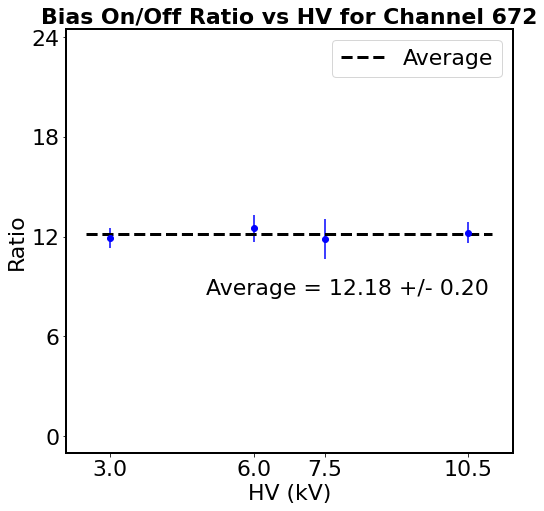 Bias On/Off Ratio vs HV for Channel 672
24
Average
18
Ratio
12
Average = 12.18 +/- 0.20
6
0
3.0 6.0 7.5 10.5
HV (kV)